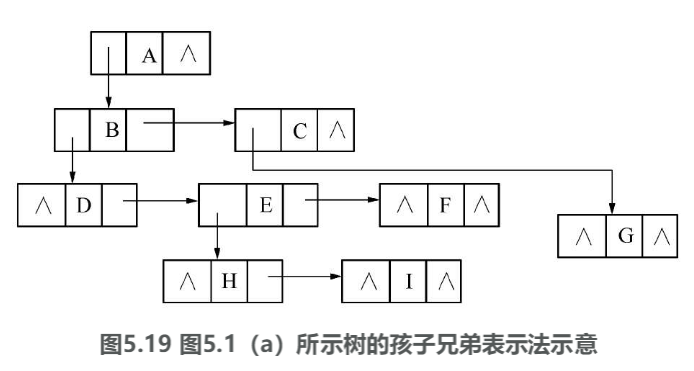 A ∧
B C ∧
∧ D E ∧ F ∧
∧ G ∧
∧ H ∧ I ∧
图5.19 图5.1（a）所示树的孩子兄弟表示法示意